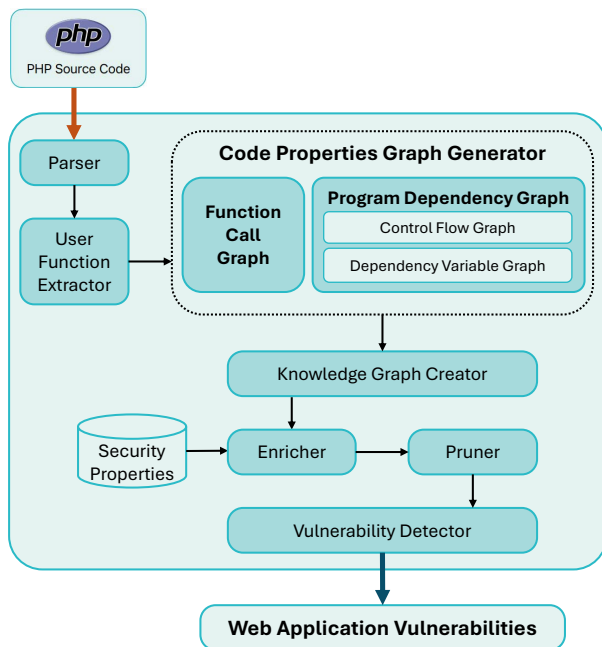 php
PHP Source Code
Parser
User
Function
Extractor
Code Properties Graph Generator
Function
Call
Graph
Program Dependency Graph
Control Flow Graph
Dependency Variable Graph
Knowledge Graph Creator
Security
Properties
Enricher
Pruner
Vulnerability Detector
Web Application Vulnerabilities